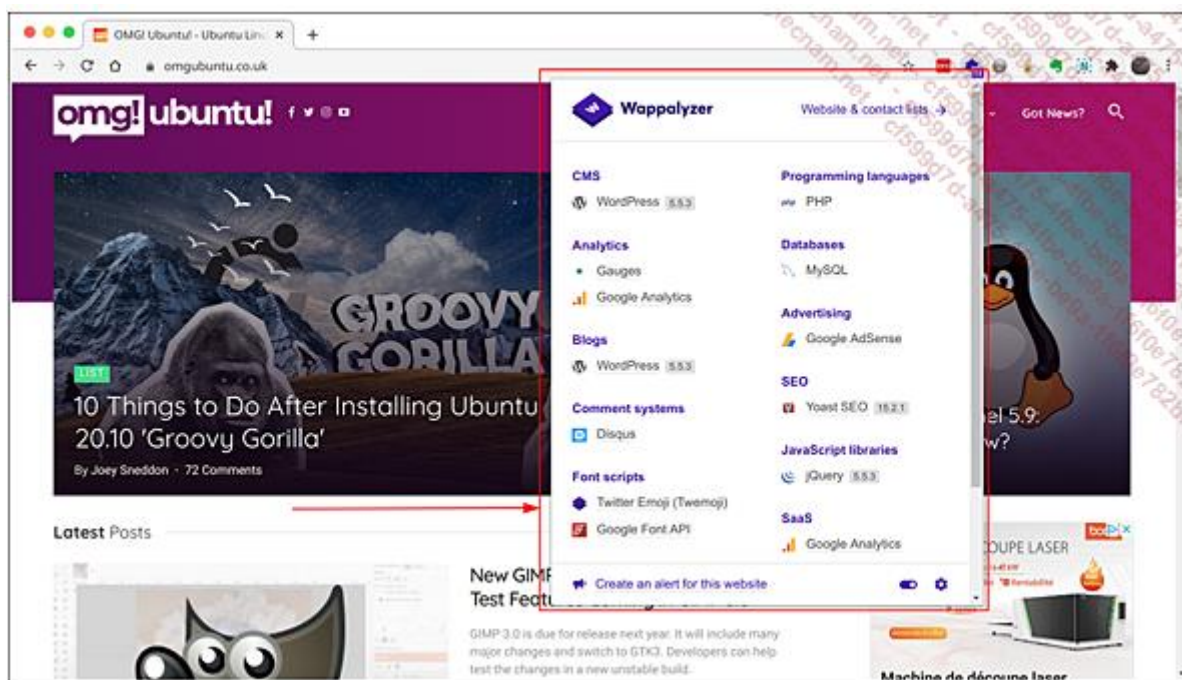 OMG! Ubuntu! - Ubuntu Lin
omgubuntu.co.uk
omg! ubuntu!
Got News?
Wappalyzer
Website & contact lists
CMS
WordPress 5.5.3
Analytics
Gauges
Google Analytics
Blogs
WordPress 5.5.3
Comment systems
Disqus
Font scripts
Twitter Emoji (Twemoji)
Google Font API
Programming languages
PHP
Databases
MySQL
Advertising
Google AdSense
SEO
Yoast SEO 15.2.1
JavaScript libraries
jQuery 5.5.3
SaaS
Google Analytics
Create an alert for this website
GROOVY
GORILLA
LIST
10 Things to Do After Installing Ubuntu
20.10 'Groovy Gorilla'
By Joey Sneddon - 72 Comments
el 5.9:
w?
Latest Posts
New GIMP
Test Feat
GIMP 3.0 is due for release next year. It will include many
major changes and switch to GTK3. Developers can help
test the changes in a new unstable build.
OUPE LASER
Machine de découpe laser